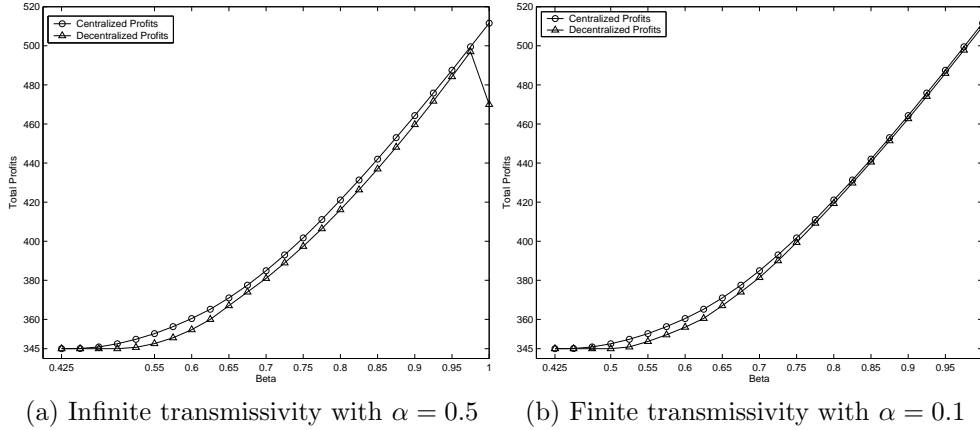 520
500
480
460
440
420
400
380
360
345
Total Profits
Centralized Profits
Decentralized Profits
0.425 0.55 0.6 0.65 0.7 0.75 0.8 0.85 0.9 0.95 1
Beta
(a) Infinite transmissivity with α = 0.5
520
500
480
460
440
420
400
380
360
345
Total Profits
Centralized Profits
Decentralized Profits
0.425 0.5 0.55 0.6 0.65 0.7 0.75 0.8 0.85 0.9 0.95
Beta
(b) Finite transmissivity with α = 0.1